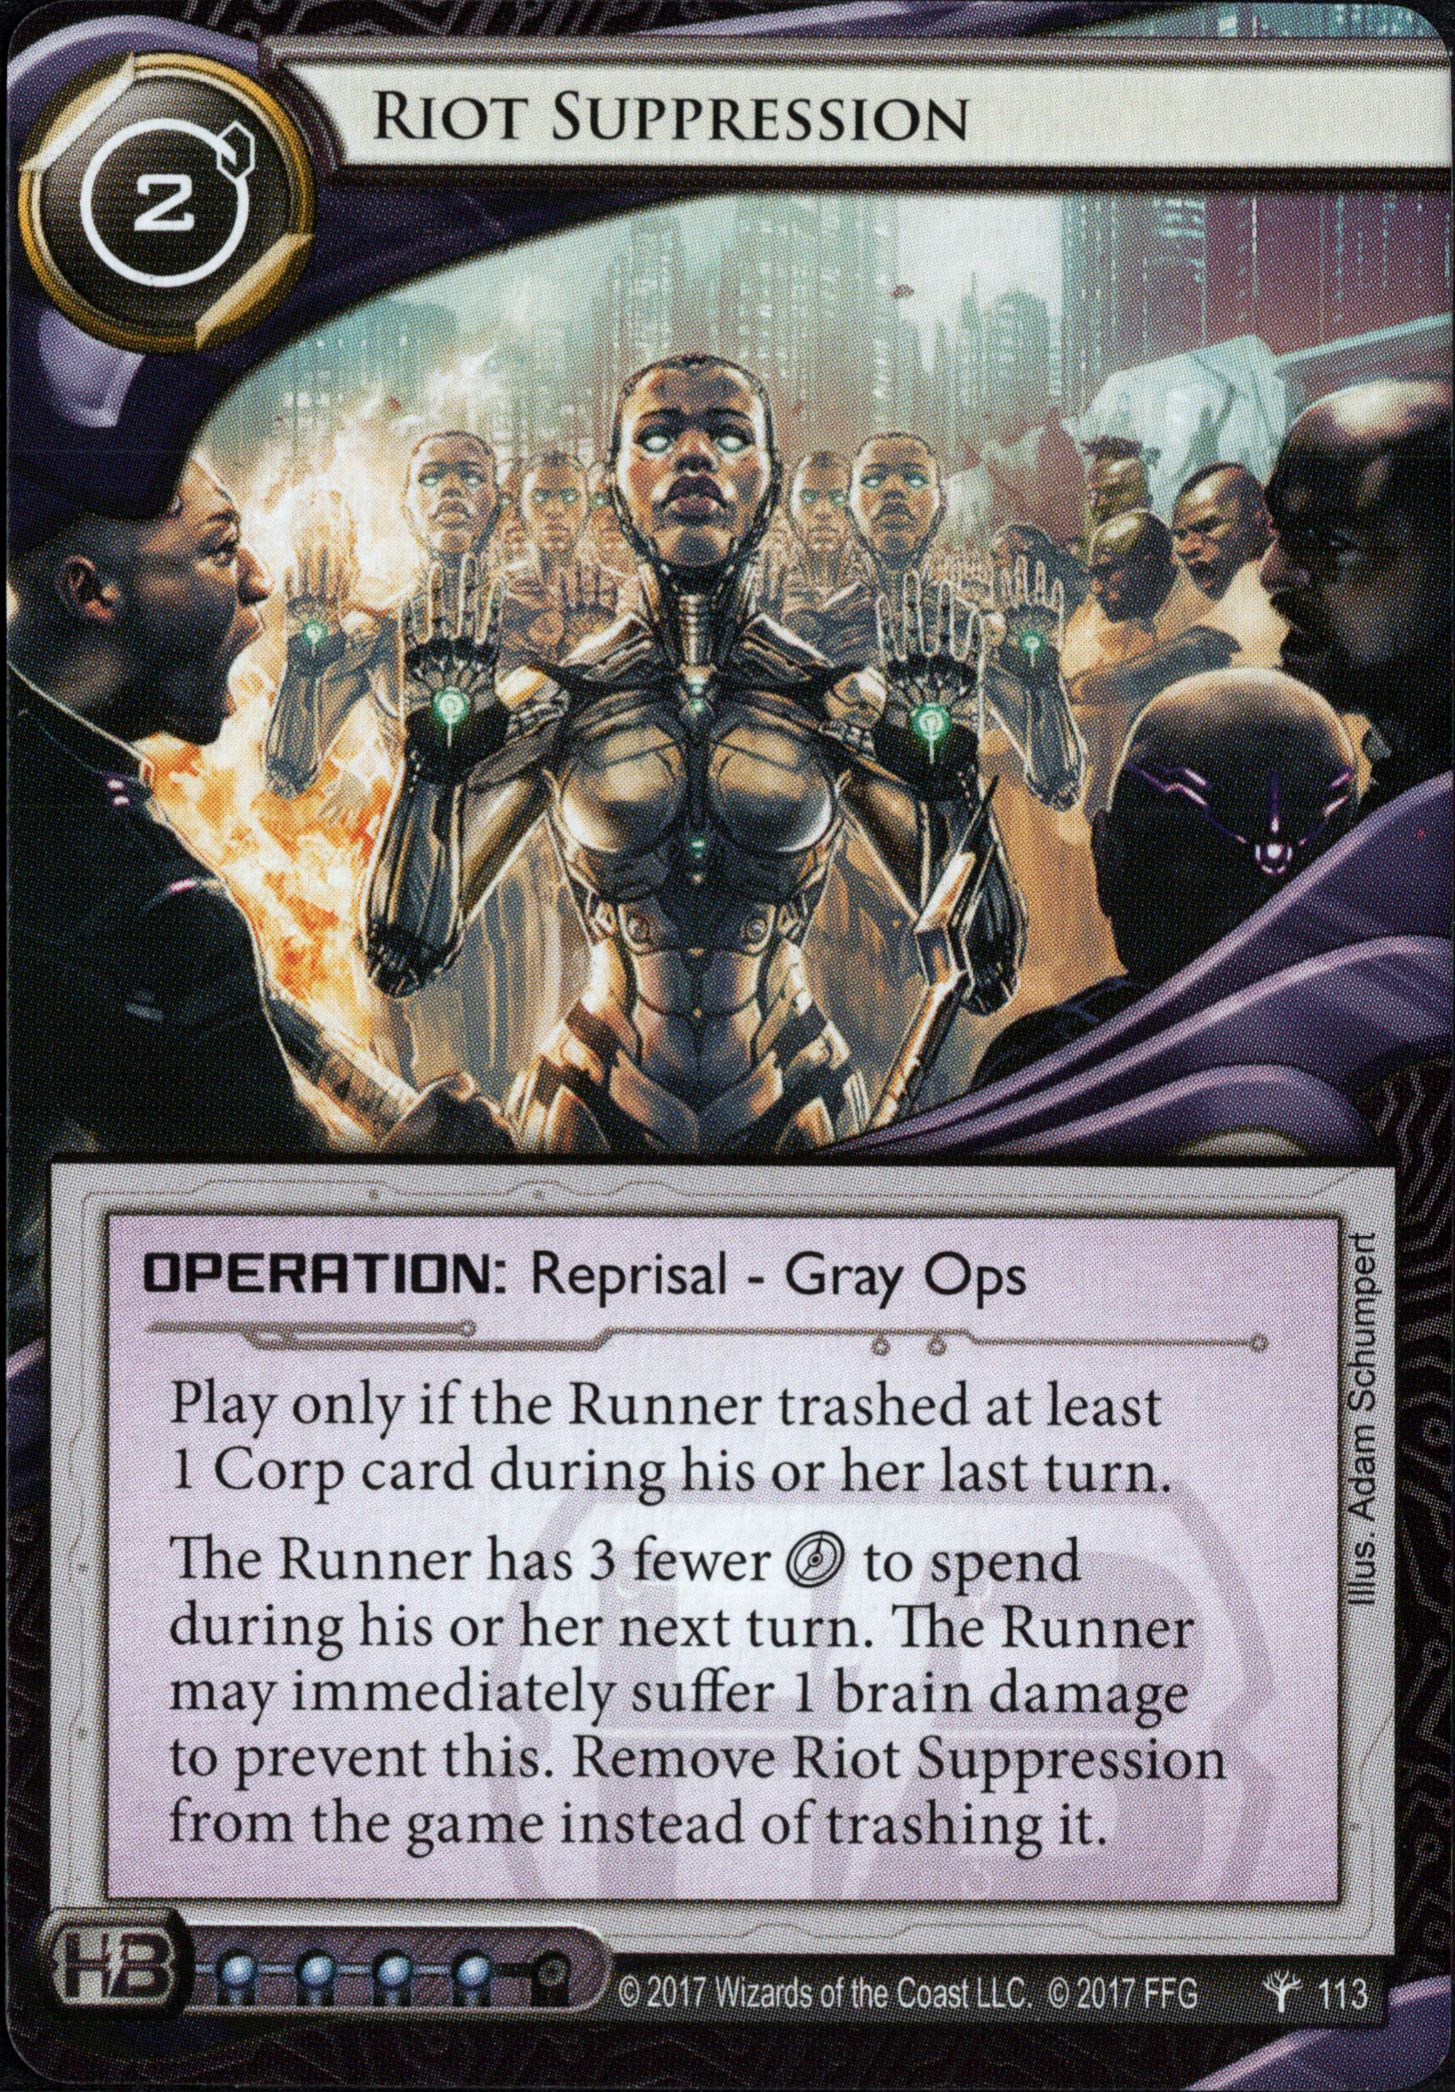 Riot Suppression
2
OPERATION: Reprisal - Gray Ops
Play only if the Runner trashed at least
1 Corp card during his or her last turn.
The Runner has 3 fewer to spend
during his or her next turn. The Runner
may immediately suffer 1 brain damage
to prevent this. Remove Riot Suppression
from the game instead of trashing it.
Illus. Adam Schumpert
HB
© 2017 Wizards of the Coast LLC. © 2017 FFG 113